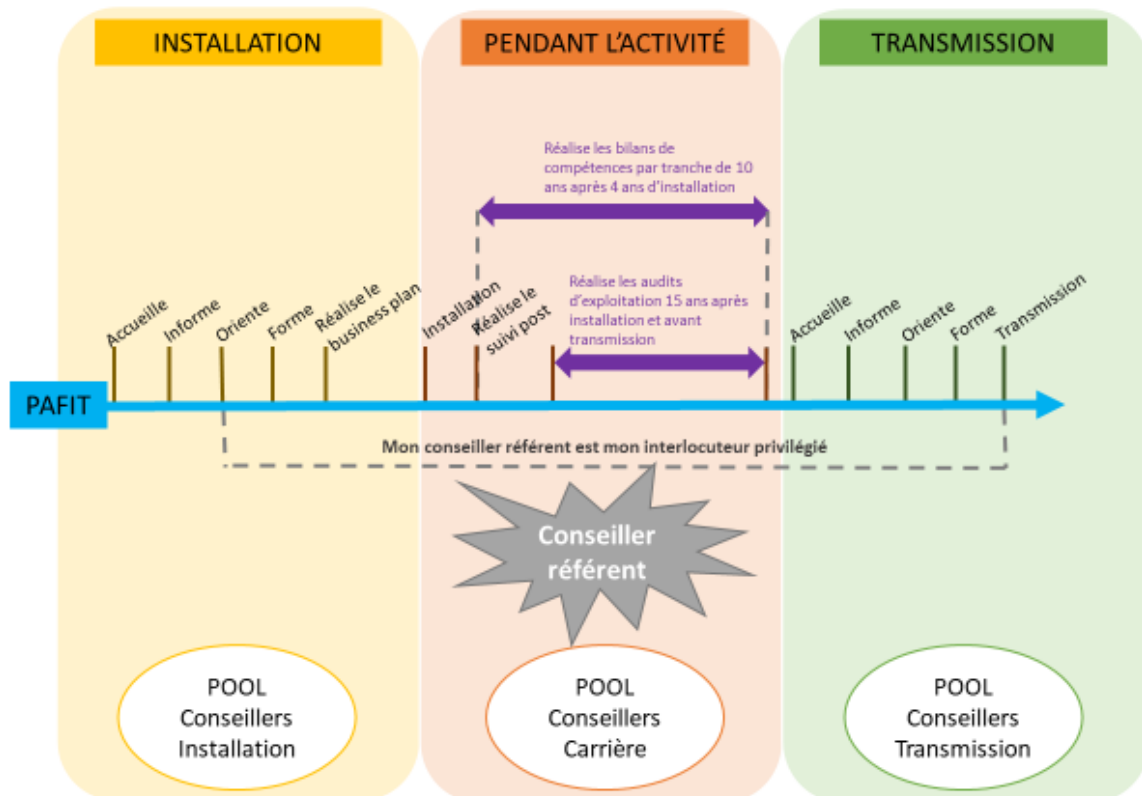 INSTALLATION
PENDANT L'ACTIVITÉ
TRANSMISSION
Réalise les bilans de
compétences par tranche de 10
ans après 4 ans d'installation
Réalise les audits
d'exploitation 15 ans après
installation et avant
transmission
Accueille
Informe
Oriente
Forme
Réalise le
business plan
Installation
Réalise le
suivi post
Accueille
Informe
Oriente
Forme
Transmission
PAFIT
Mon conseiller référent est mon interlocuteur privilégié
Conseiller
référent
POOL
Conseillers
Installation
POOL
Conseillers
Carrière
POOL
Conseillers
Transmission